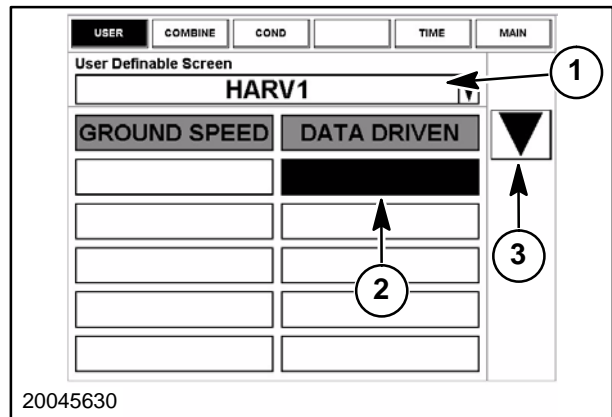 USER COMBINE COND TIME MAIN
User Definable Screen
HARV1
1
GROUND SPEED DATA DRIVEN
2
3
20045630